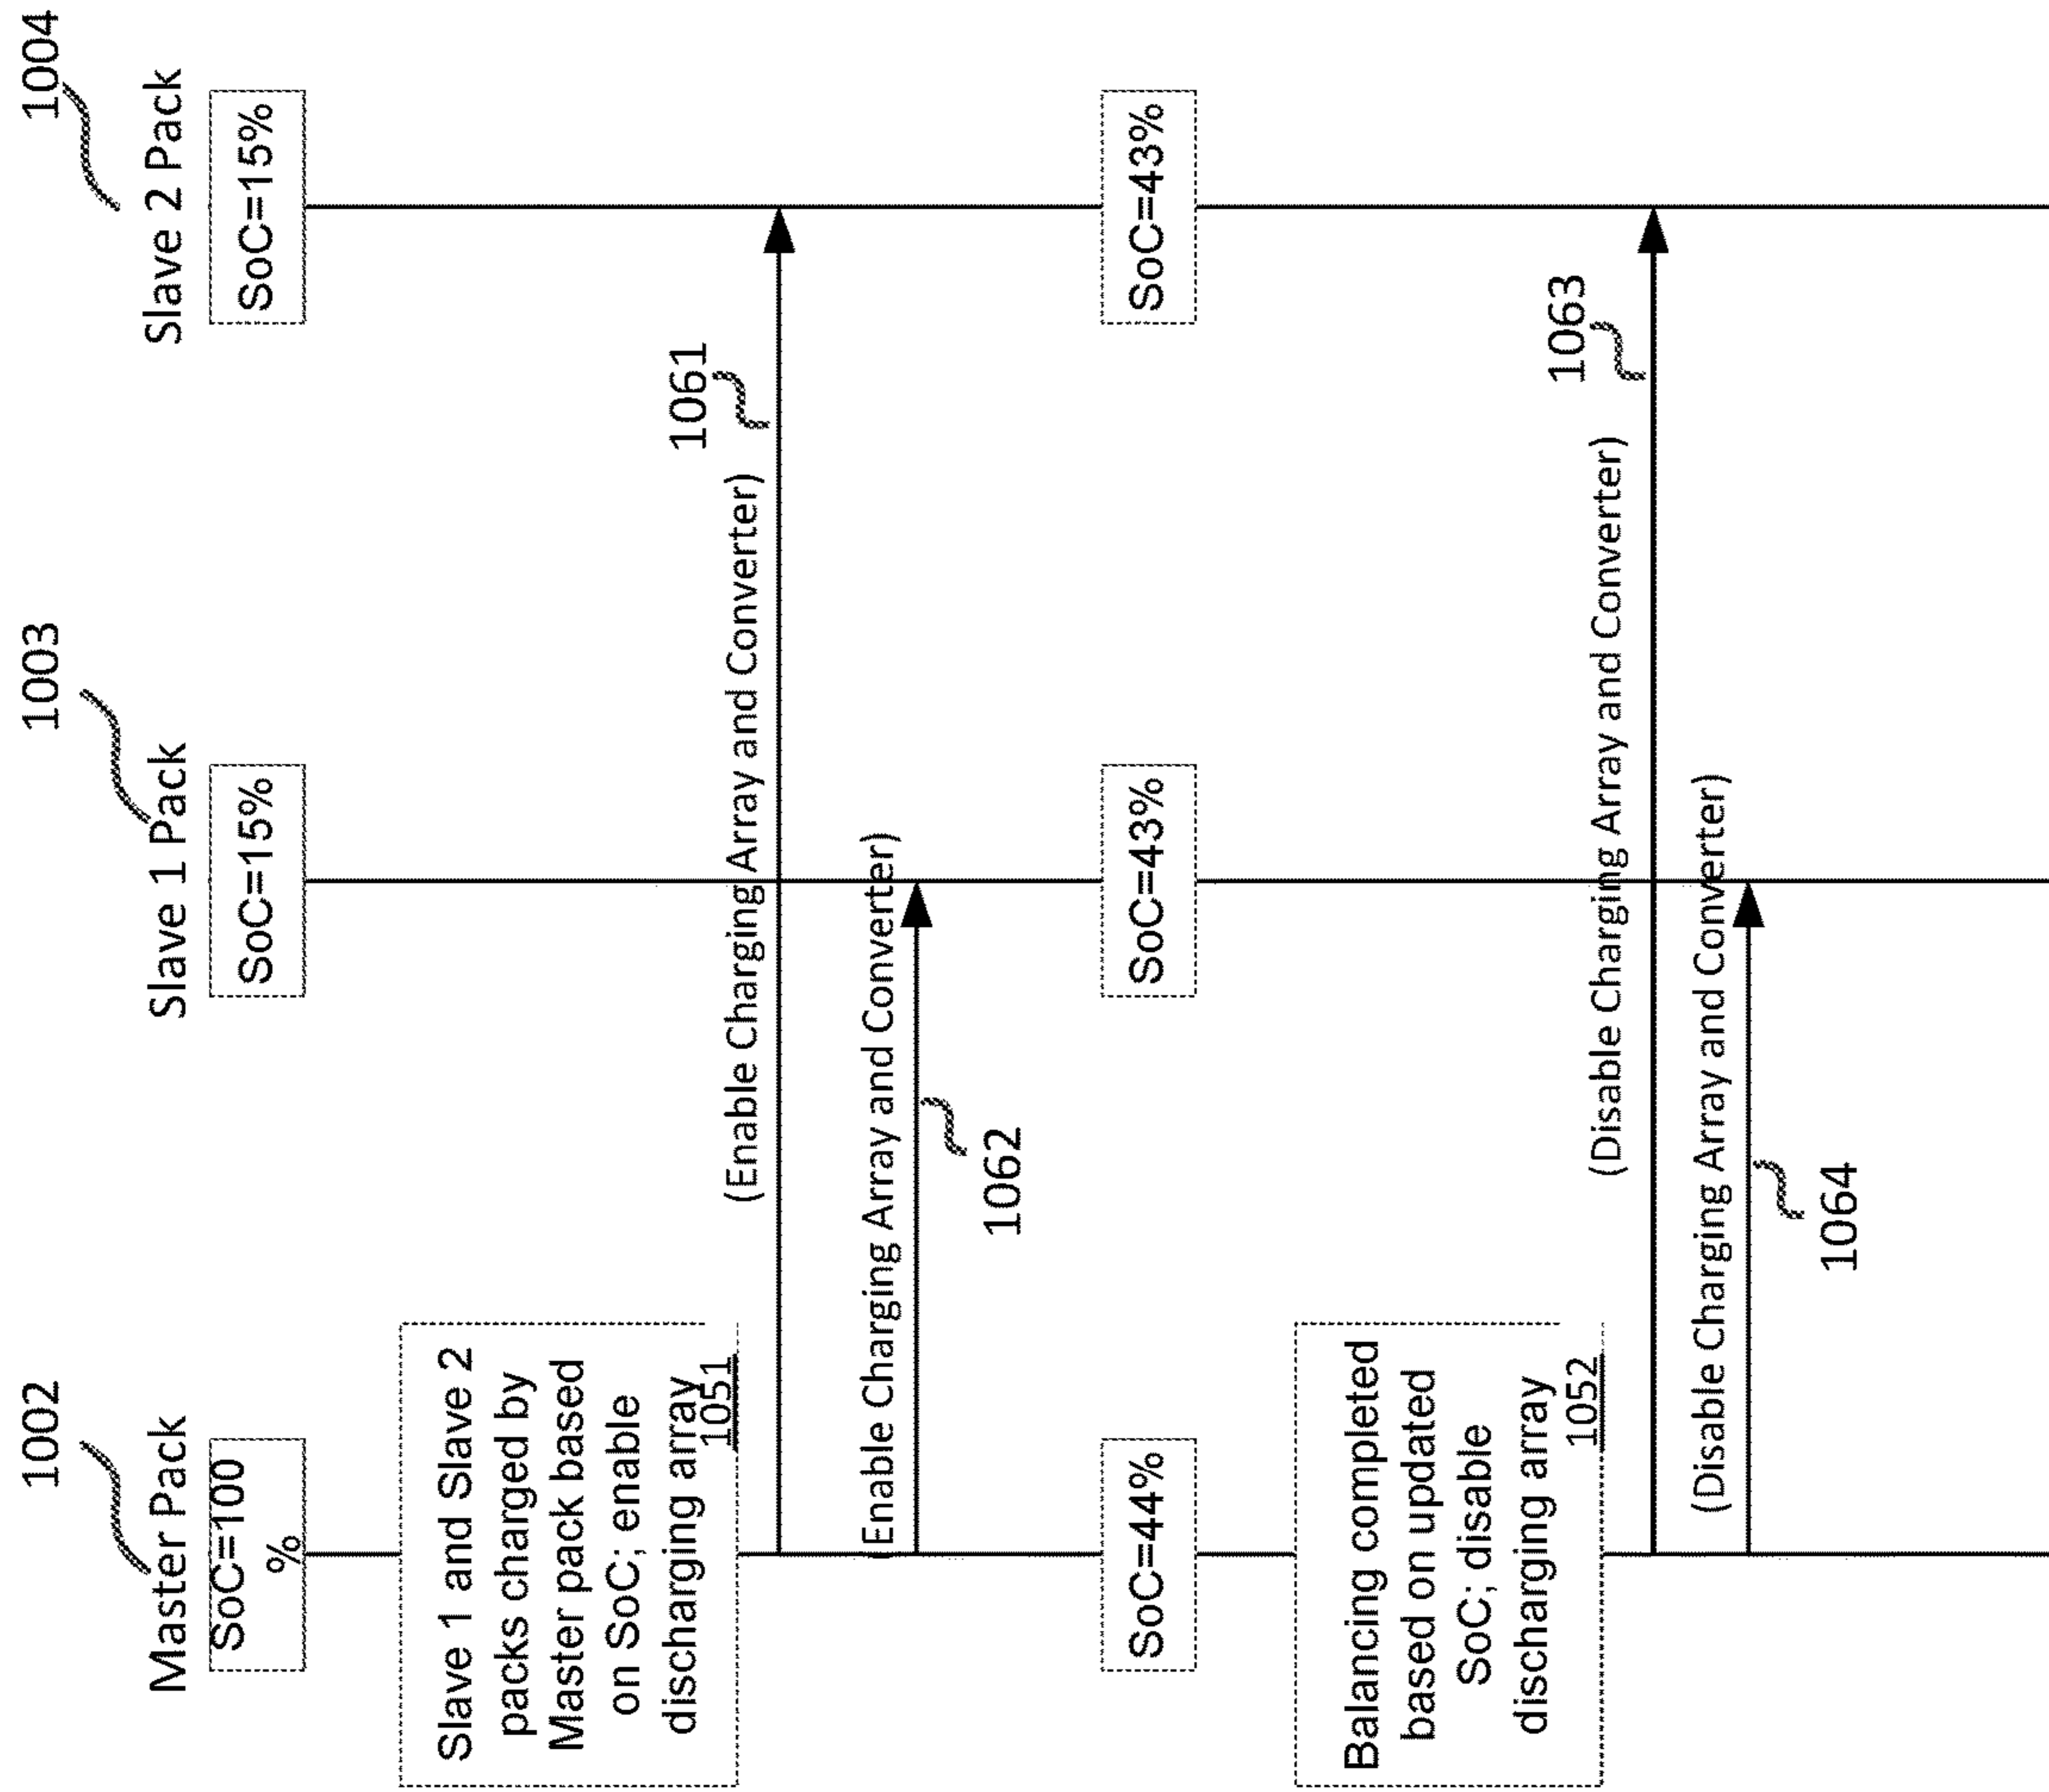 1002
1003
1004
Master Pack
Slave 1 Pack
Slave 2 Pack
SoC=100
%
SoC=15%
SoC=15%
Slave 1 and Slave 2
packs charged by
Master pack based
on SoC; enable
discharging array
1051
(Enable Charging Array and Converter)
1061
Enable Charging Array and Converter)
1062
SoC=44%
SoC=43%
SoC=43%
Balancing completed
based on updated
SoC; disable
discharging array
1052
(Disable Charging Array and Converter)
1063
(Disable Charging Array and Converter)
1064